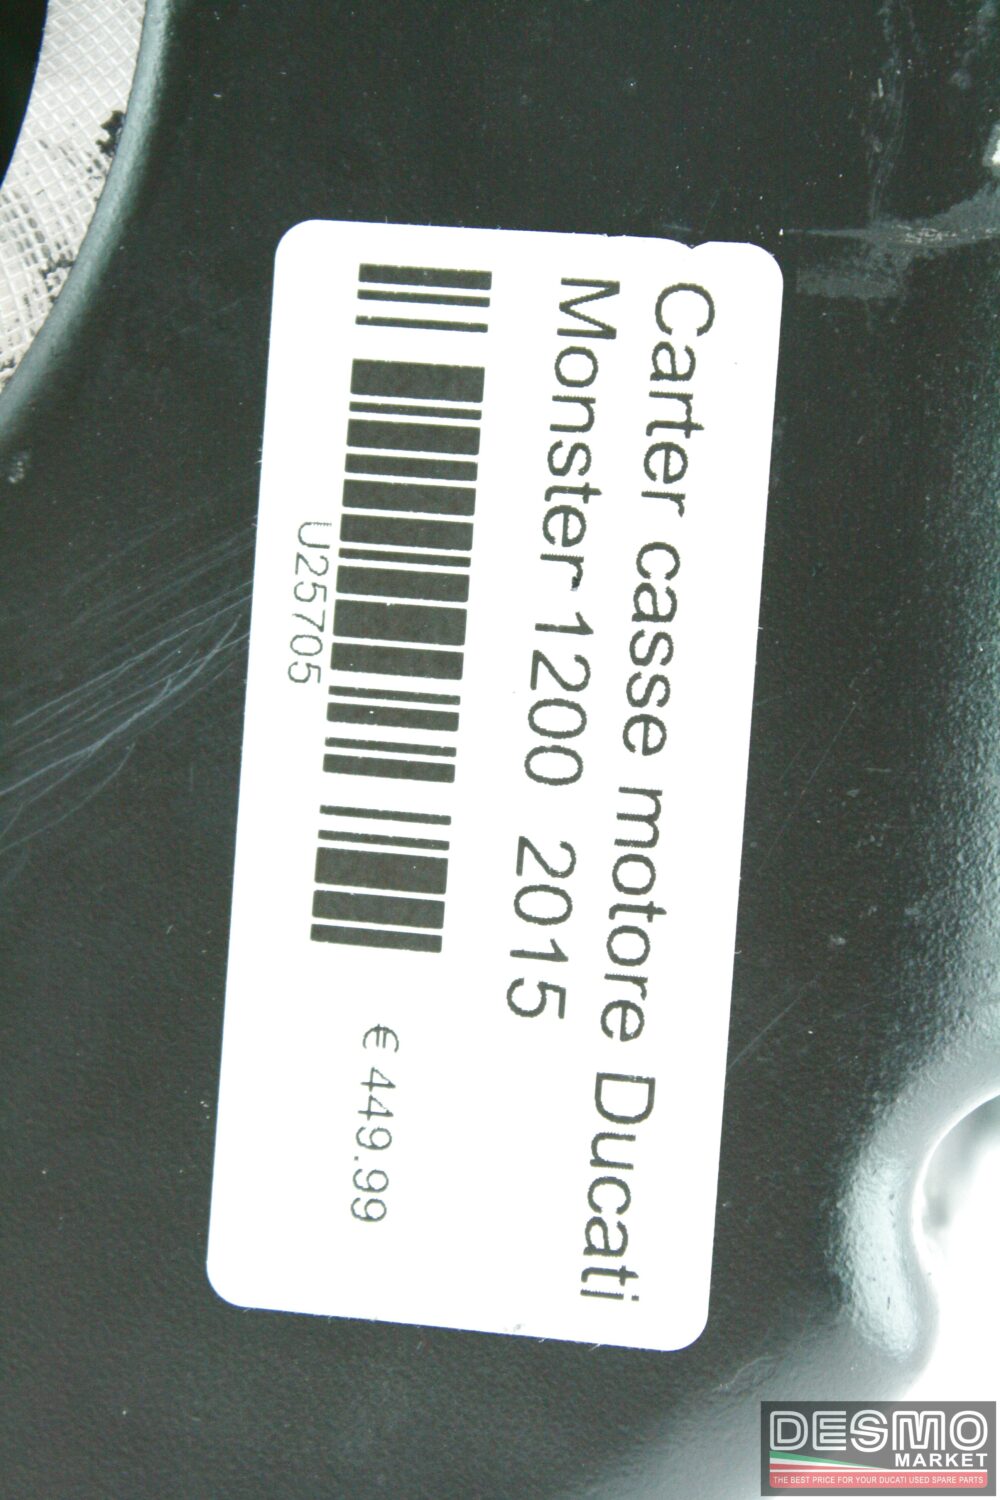 Carter casse motore Ducati
Monster 1200 2015
U25705
€ 449.99
DESMO
MARKET
THE BEST PRICE FOR YOUR DUCATI USED SPARE PARTS